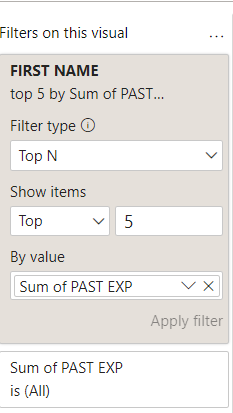 Filters on this visual ...
FIRST NAME
top 5 by Sum of PAST...
Filter type
Top N
Show items
Top 5
By value
Sum of PAST EXP
Apply filter
Sum of PAST EXP
is (All)